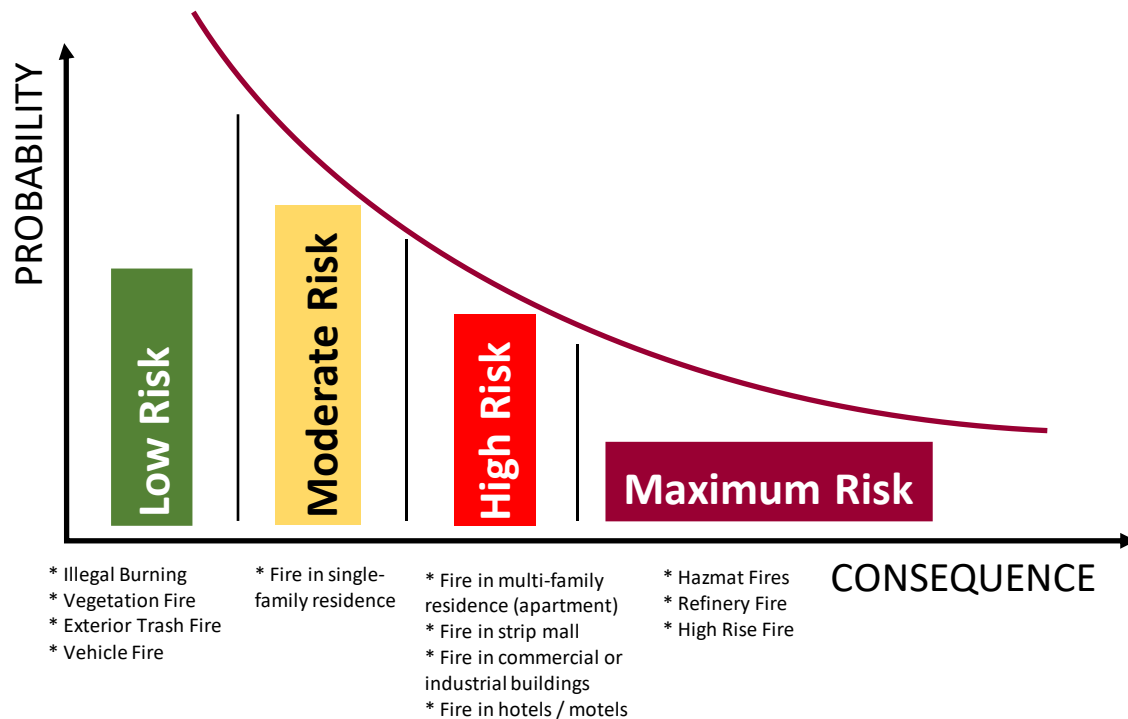 PROBABILITY
Low Risk
Moderate Risk
High Risk
Maximum Risk
CONSEQUENCE
* Illegal Burning
* Vegetation Fire
* Exterior Trash Fire
* Vehicle Fire
* Fire in single-
family residence
* Fire in multi-family
residence (apartment)
* Fire in strip mall
* Fire in commercial or
industrial buildings
* Fire in hotels / motels
* Hazmat Fires
* Refinery Fire
* High Rise Fire